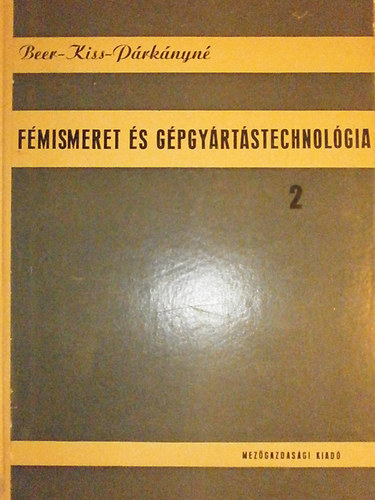 Beer-Kiss-Párkányné
FÉMISMERET ÉS GÉPGYÁRTÁSTECHNOLÓGIA
2
MEZŐGAZDASÁGI KIADÓ